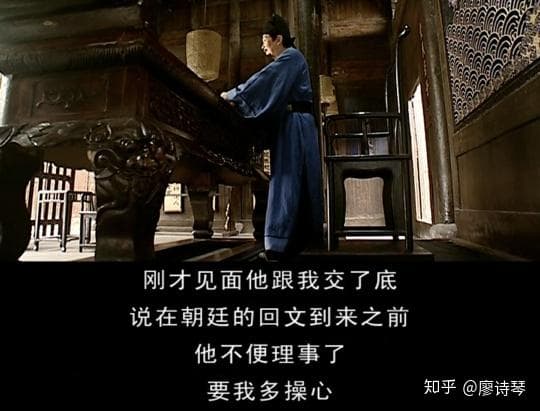 刚才见面他跟我交了底
说在朝廷的回文到来之前
他不便理事了
要我多操心
知乎 @廖诗琴